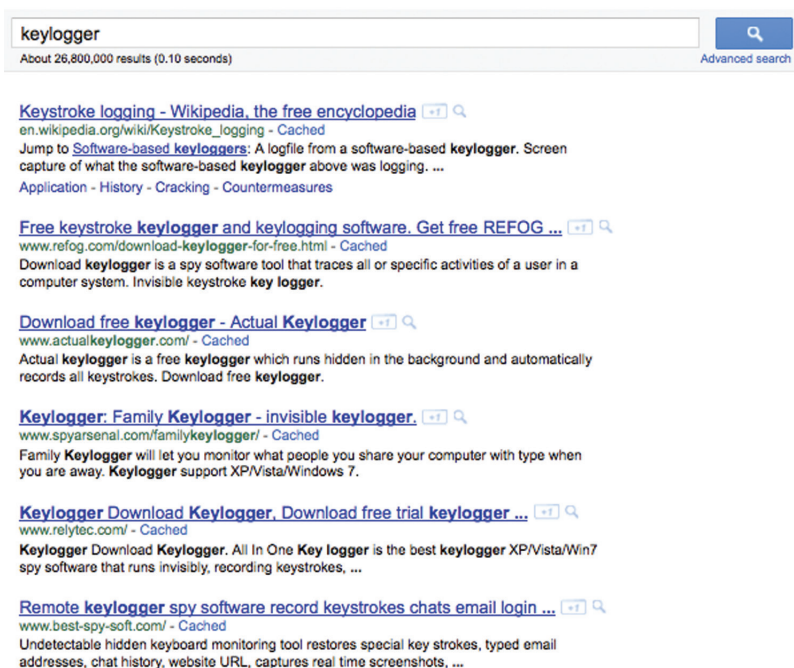 keylogger
About 26,800,000 results (0.10 seconds)
Advanced search
Keystroke logging - Wikipedia, the free encyclopedia +1
en.wikipedia.org/wiki/Keystroke_logging - Cached
Jump to Software-based keyloggers: A logfile from a software-based keylogger. Screen
capture of what the software-based keylogger above was logging. ...
Application - History - Cracking - Countermeasures
Free keystroke keylogger and keylogging software. Get free REFOG ... +1
www.refog.com/download-keylogger-for-free.html - Cached
Download keylogger is a spy software tool that traces all or specific activities of a user in a
computer system. Invisible keystroke key logger.
Download free keylogger - Actual Keylogger +1
www.actualkeylogger.com/ - Cached
Actual keylogger is a free keylogger which runs hidden in the background and automatically
records all keystrokes. Download free keylogger.
Keylogger: Family Keylogger - invisible keylogger. +1
www.spyarsenal.com/familykeylogger/ - Cached
Family Keylogger will let you monitor what people you share your computer with type when
you are away. Keylogger support XP/Vista/Windows 7.
Keylogger Download Keylogger, Download free trial keylogger ... +1
www.relytec.com/ - Cached
Keylogger Download Keylogger. All In One Key logger is the best keylogger XP/Vista/Win7
spy software that runs invisibly, recording keystrokes, ...
Remote keylogger spy software record keystrokes chats email login ... +1
www.best-spy-soft.com/ - Cached
Undetectable hidden keyboard monitoring tool restores special key strokes, typed email
addresses, chat history, website URL, captures real time screenshots, ...